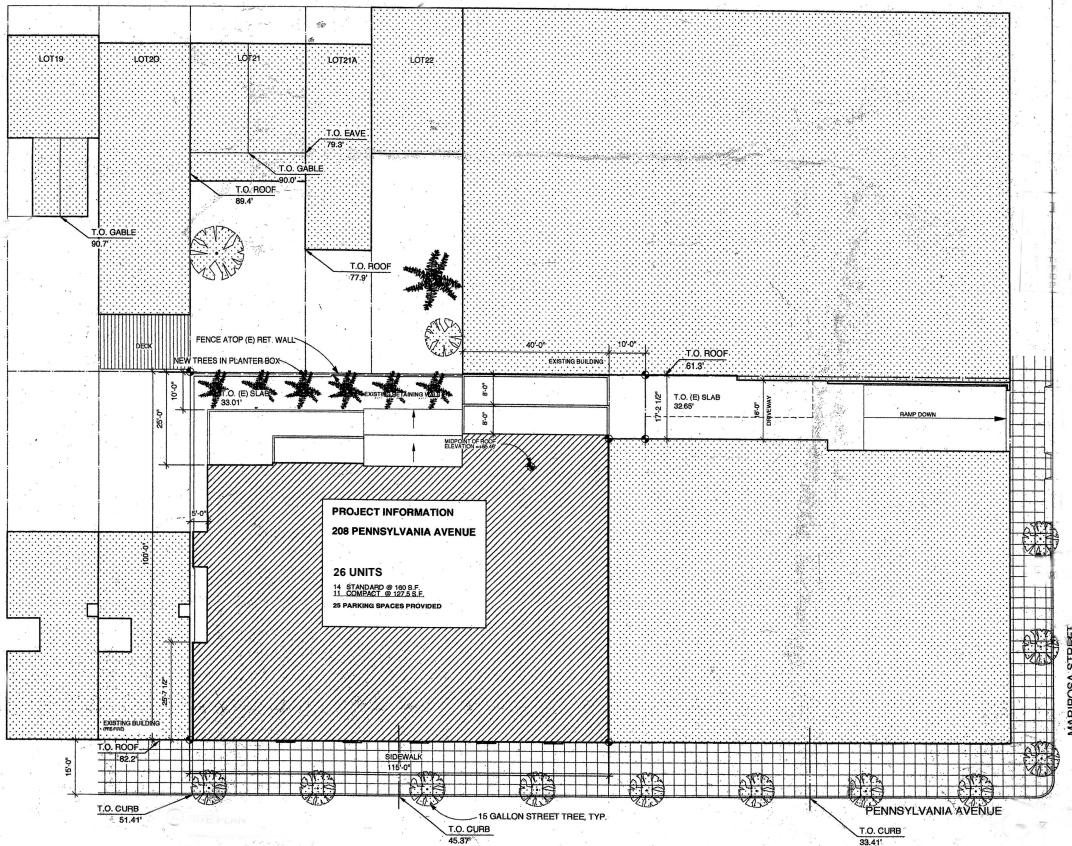 LOT19
LOT20
LOT21
LOT21A
LOT22
T.O. EAVE
79.3'
T.O. GABLE
90.0'
T.O. ROOF
89.4'
T.O. GABLE
90.7'
T.O. ROOF
77.9'
DECK
FENCE ATOP (E) RET. WALL
NEW TREES IN PLANTER BOX
40'-0"
10'-0"
EXISTING BUILDING
T.O. ROOF
61.3'
T.O. (E) SLAB
33.01'
EXISTING RETAINING WALL
10'-0"
25'-0"
8'-0"
8'-0"
17'-2 1/2"
T.O. (E) SLAB
32.65'
16'-0"
DRIVEWAY
RAMP DOWN
MIDPOINT OF ROOF
ELEVATION
5'-0"
100'-0"
PROJECT INFORMATION
208 PENNSYLVANIA AVENUE
26 UNITS
14 STANDARD @ 160 S.F.
11 COMPACT @ 127.5 S.F.
25 PARKING SPACES PROVIDED
25'-7 1/2"
EXISTING BUILDING
T.O. ROOF
82.2'
15'-0"
SIDEWALK
115'-0"
MARIPOSA STREET
T.O. CURB
51.41'
15 GALLON STREET TREE, TYP.
T.O. CURB
45.37'
PENNSYLVANIA AVENUE
T.O. CURB
33.41'